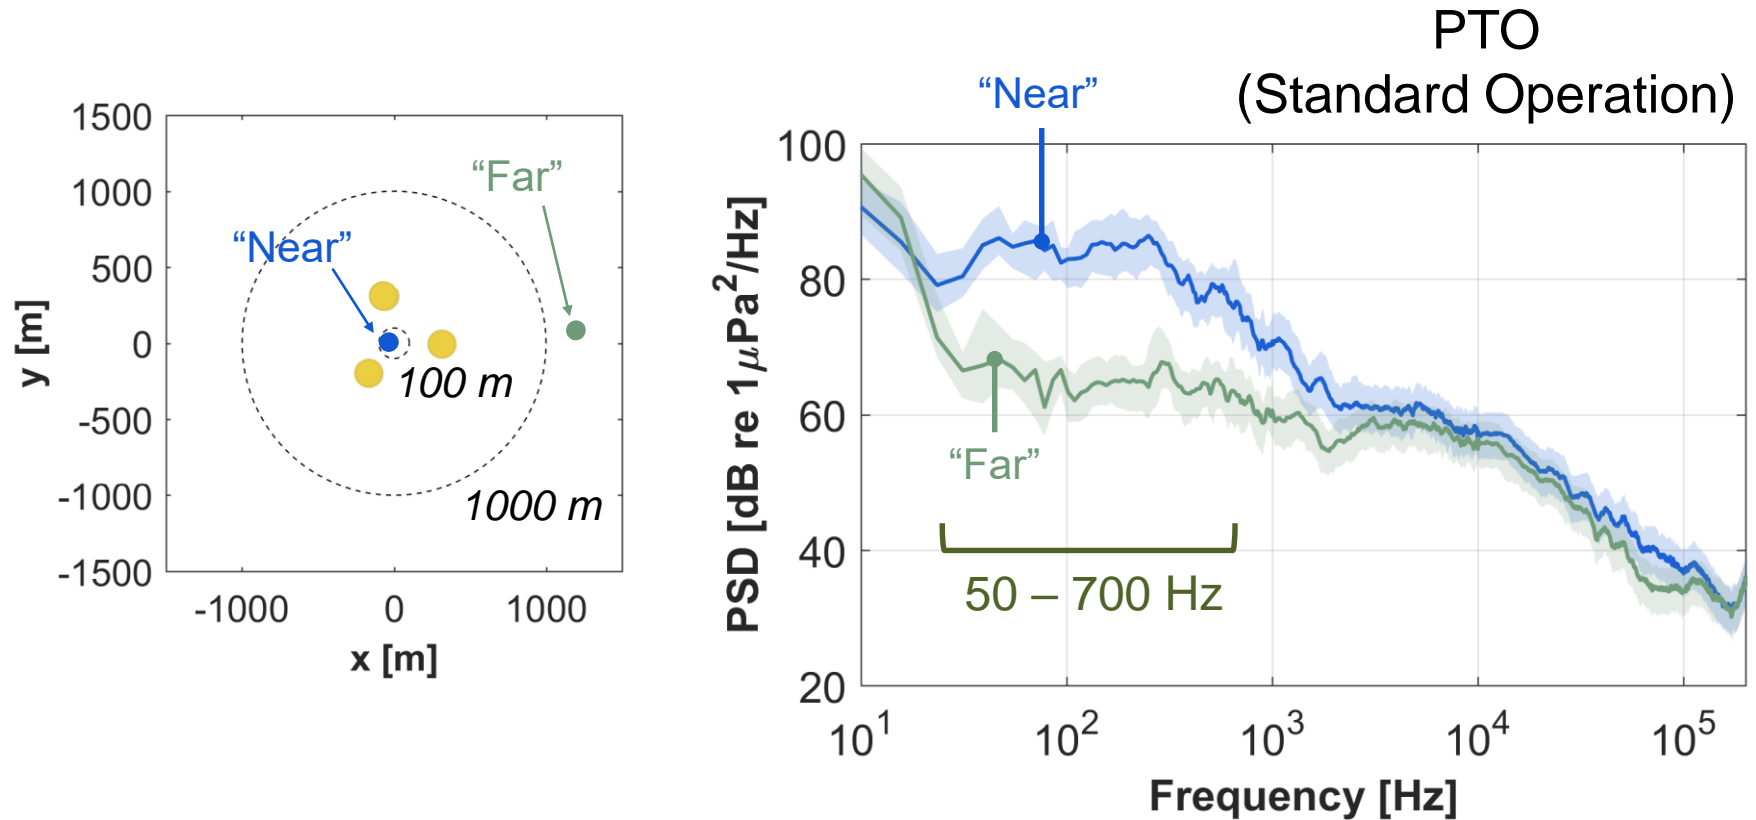 PTO
(Standard Operation)
“Near”
“Far”
“Near”
100 m
1000 m
1500
1000
500
0
-500
-1000
-1500
y [m]
-1000 0 1000
x [m]
“Near”
“Far”
50 – 700 Hz
100
80
60
40
20
PSD [dB re 1μPa²/Hz]
10¹ 10² 10³ 10⁴ 10⁵
Frequency [Hz]